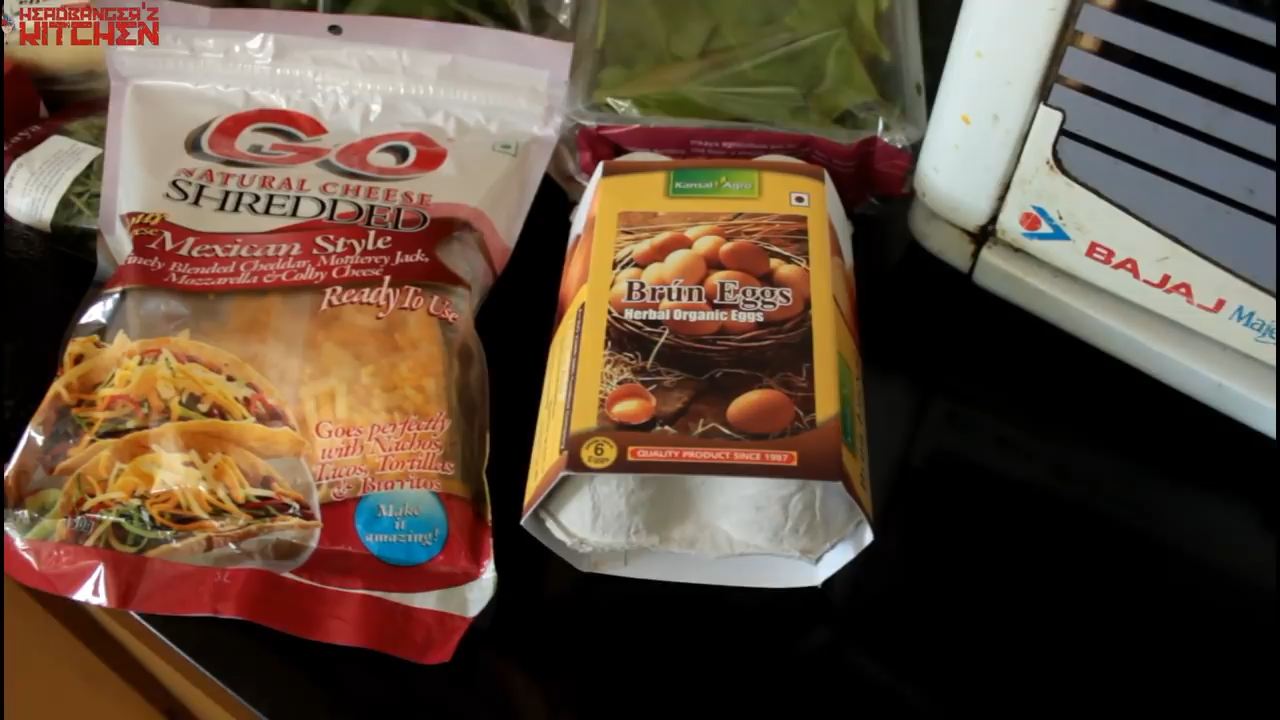 HEADBANGER'Z
KITCHEN
GO
NATURAL CHEESE
SHREDDED
Mexican Style
Blended Cheddar, Monterey Jack,
Mozzarella & Colby Cheese
Ready To Use
Goes perfectly
with Nachos,
Tacos, Tortillas
& Burritos
Make
it
amazing!
Kansal Agro
Brún Eggs
Herbal Organic Eggs
6
Eggs
QUALITY PRODUCT SINCE 1987
BAJAJ